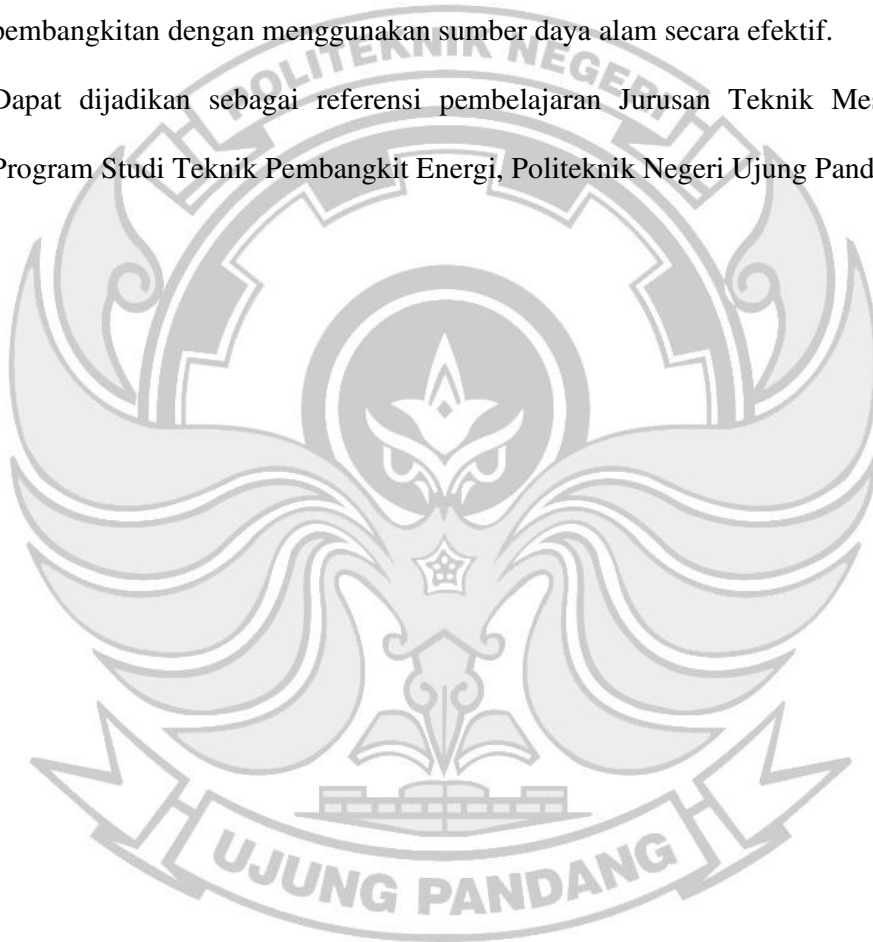 pembangkitan dengan menggunakan sumber daya alam secara efektif.
POLITEKNIK NEGERI
Dapat dijadikan sebagai referensi pembelajaran Jurusan Teknik Mes
Program Studi Teknik Pembangkit Energi, Politeknik Negeri Ujung Pand
UJUNG PANDANG